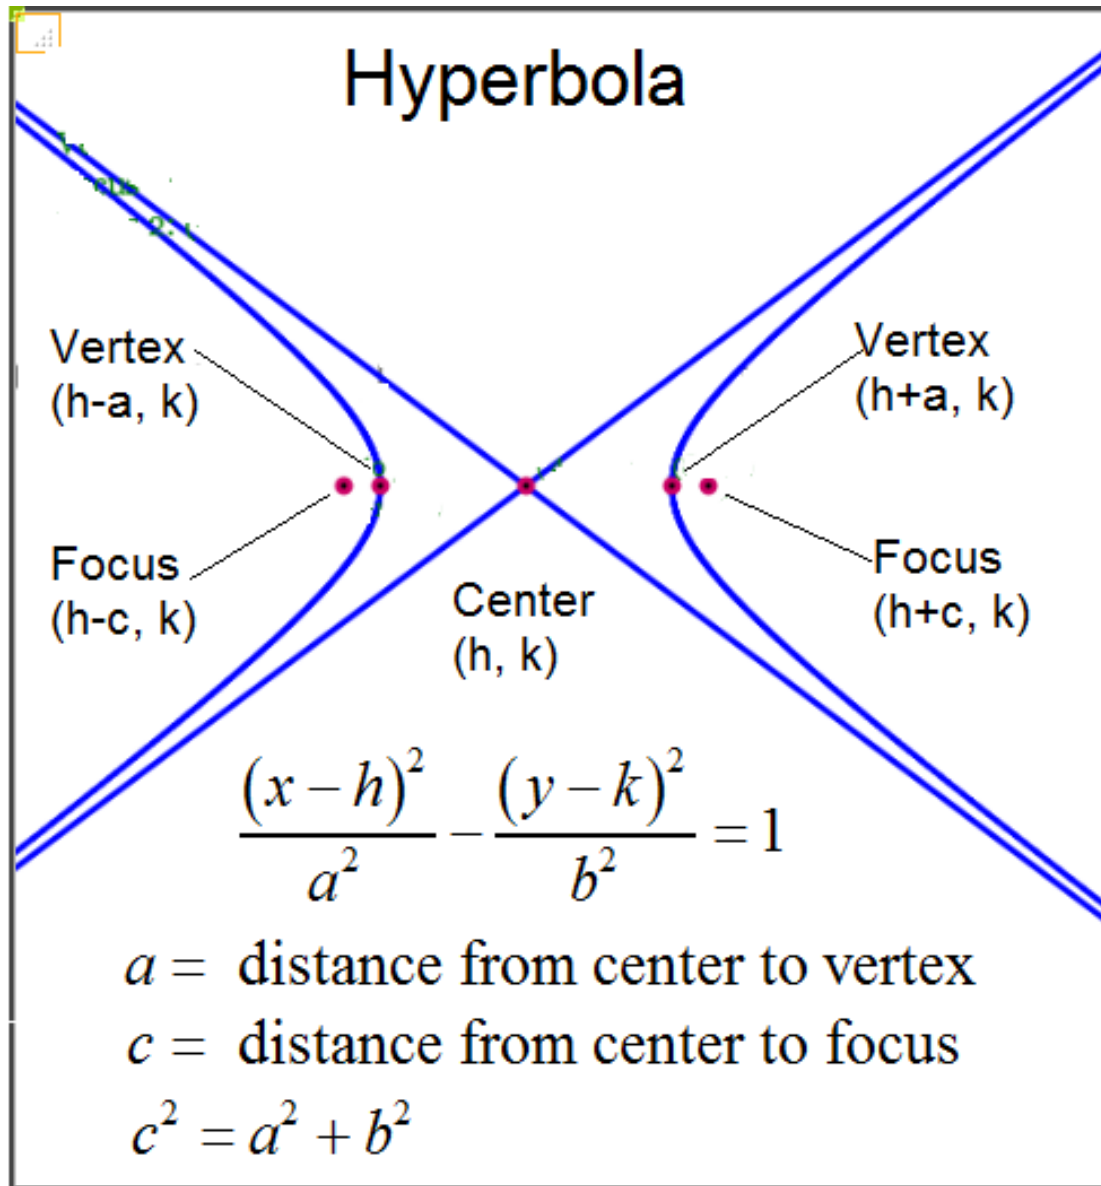 Hyperbola
Vertex
(h-a, k)
Vertex
(h+a, k)
Focus
(h-c, k)
Center
(h, k)
Focus
(h+c, k)
(x − h)²/a² − (y − k)²/b² = 1
a = distance from center to vertex
c = distance from center to focus
c² = a² + b²